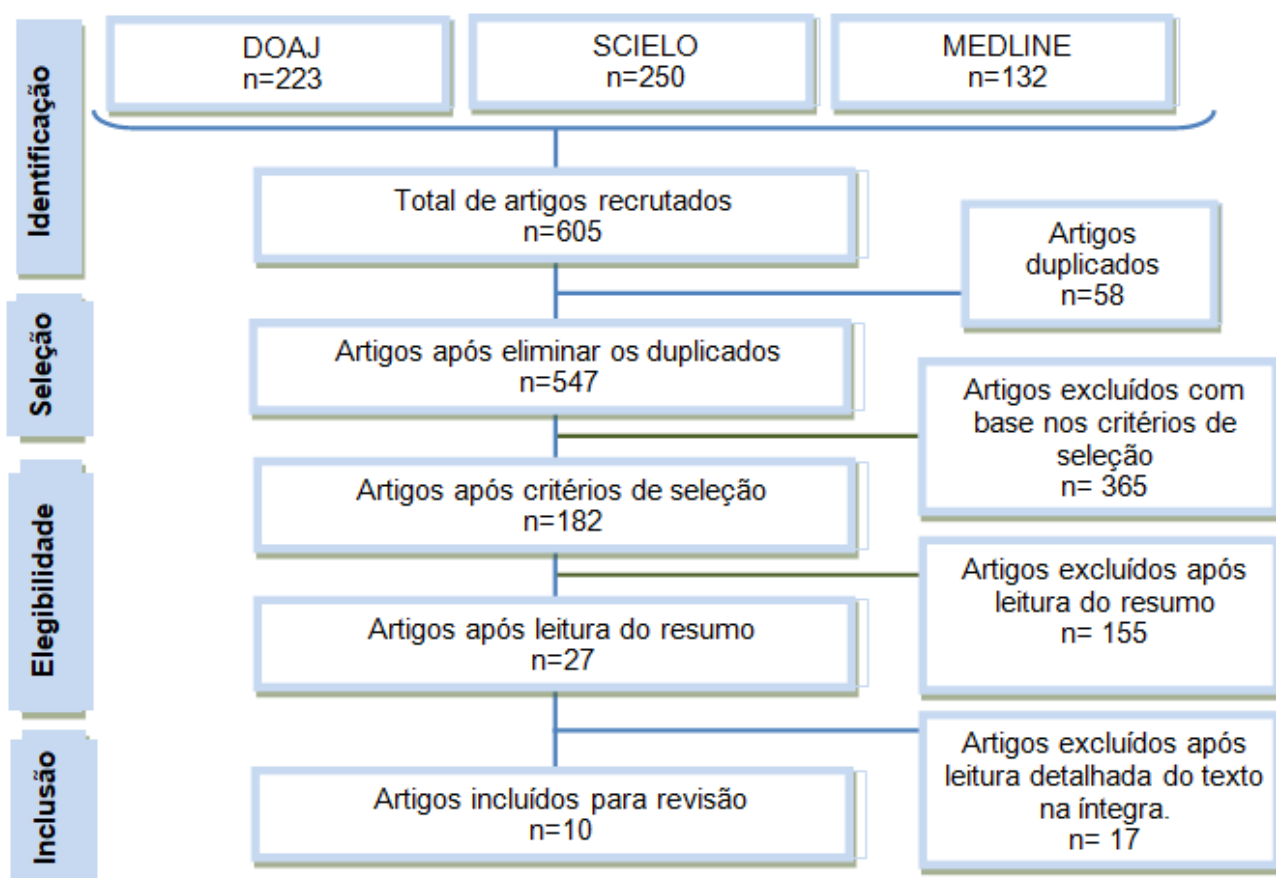 Identificação
DOAJ
n=223
SCIELO
n=250
MEDLINE
n=132
Total de artigos recrutados
n=605
Artigos
duplicados
n=58
Seleção
Artigos após eliminar os duplicados
n=547
Artigos excluídos com
base nos critérios de
seleção
n= 365
Elegibilidade
Artigos após critérios de seleção
n=182
Artigos excluídos após
leitura do resumo
n= 155
Artigos após leitura do resumo
n=27
Inclusão
Artigos excluídos após
leitura detalhada do texto
na íntegra.
n= 17
Artigos incluídos para revisão
n=10